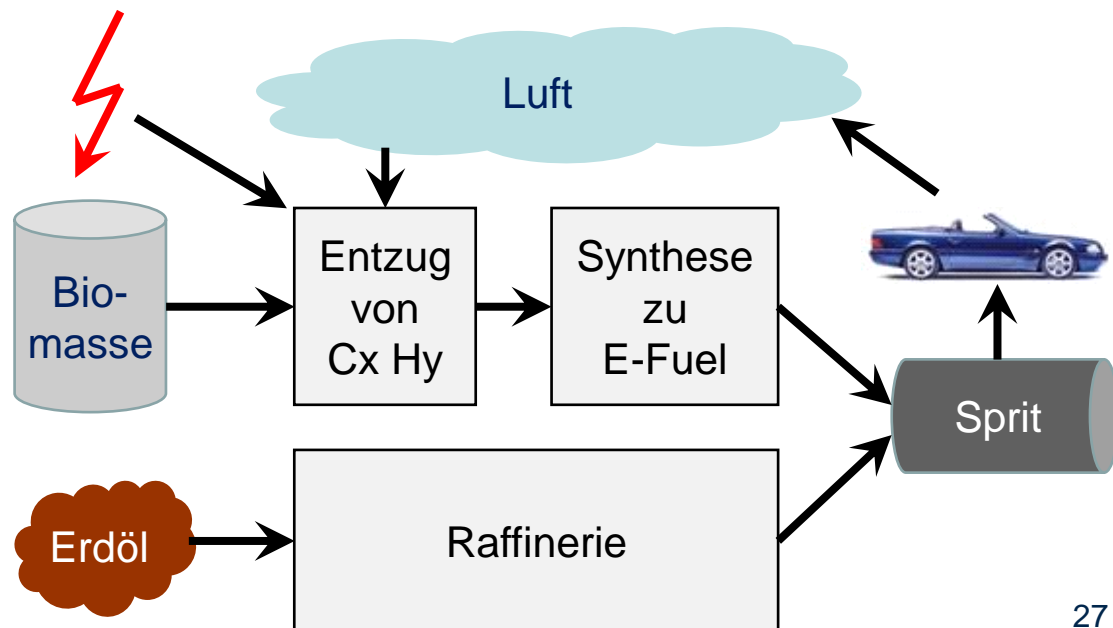 Luft
Bio-
masse
Entzug
von
Cx Hy
Synthese
zu
E-Fuel
Sprit
Erdöl
Raffinerie
27